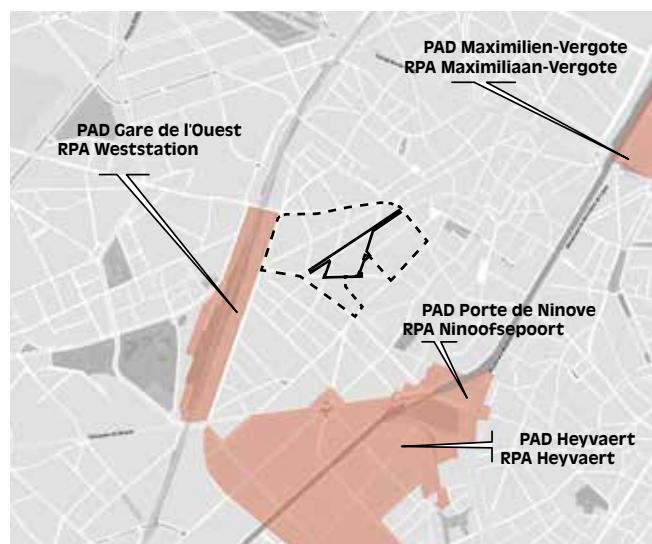 PAD Maximilien-Vergote
RPA Maximiliaan-Vergote
PAD Gare de l'Ouest
RPA Weststation
PAD Porte de Ninove
RPA Ninoofsepoort
PAD Heyvaert
RPA Heyvaert